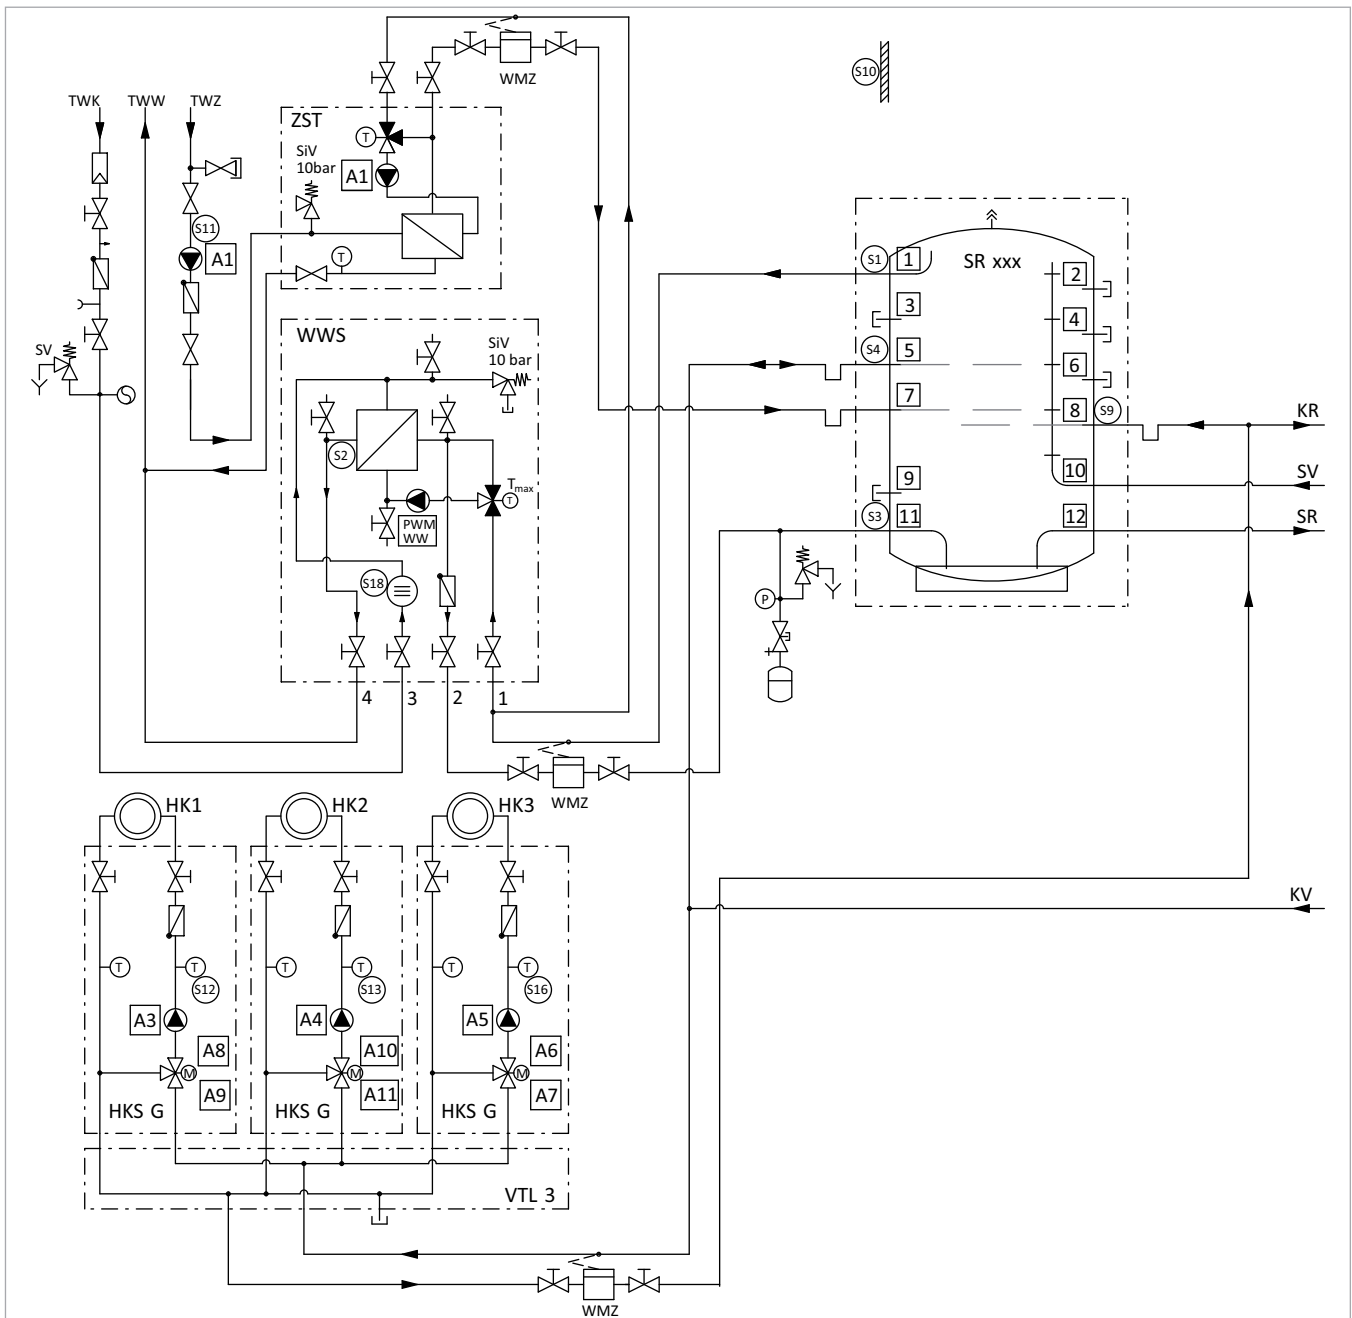 WMZ
S10
TWK
TWW
TWZ
ZST
T
SiV
10bar
A1
S11
A1
T
S1
1
SR xxx
2
3
4
S4
5
6
7
8
S9
KR
9
10
SV
S3
11
12
SR
WWS
SiV
10 bar
SV
S2
Tmax
T
PWM
WW
S18
P
4
3
2
1
WMZ
HK1
HK2
HK3
KV
T
T
S12
T
T
S13
T
T
S16
A3
A4
A5
A8
A10
A6
M
M
M
A9
A11
A7
HKS G
HKS G
HKS G
VTL 3
WMZ